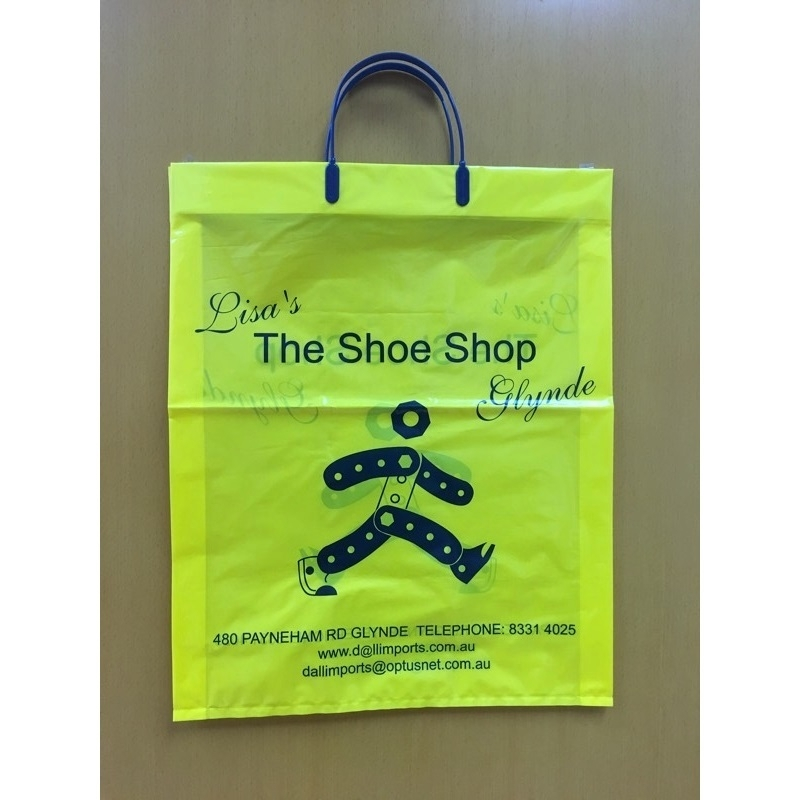 Lisa's
The Shoe Shop
Glynde
480 PAYNEHAM RD GLYNDE TELEPHONE: 8331 4025
www.d@llimports.com.au
dallimports@optusnet.com.au